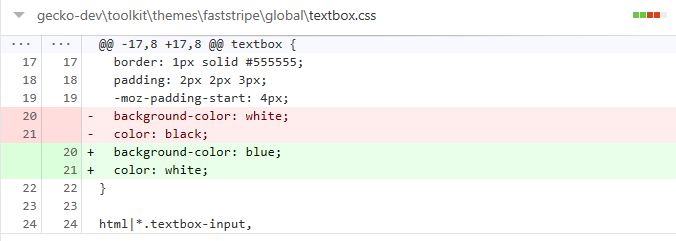 gecko-dev\toolkit\themes\faststripe\global\textbox.css
... ... @@ -17,8 +17,8 @@ textbox {
17 17 border: 1px solid #555555;
18 18 padding: 2px 2px 3px;
19 19 -moz-padding-start: 4px;
20 - background-color: white;
21 - color: black;
20 + background-color: blue;
21 + color: white;
22 22 }
23 23
24 24 html|*.textbox-input,